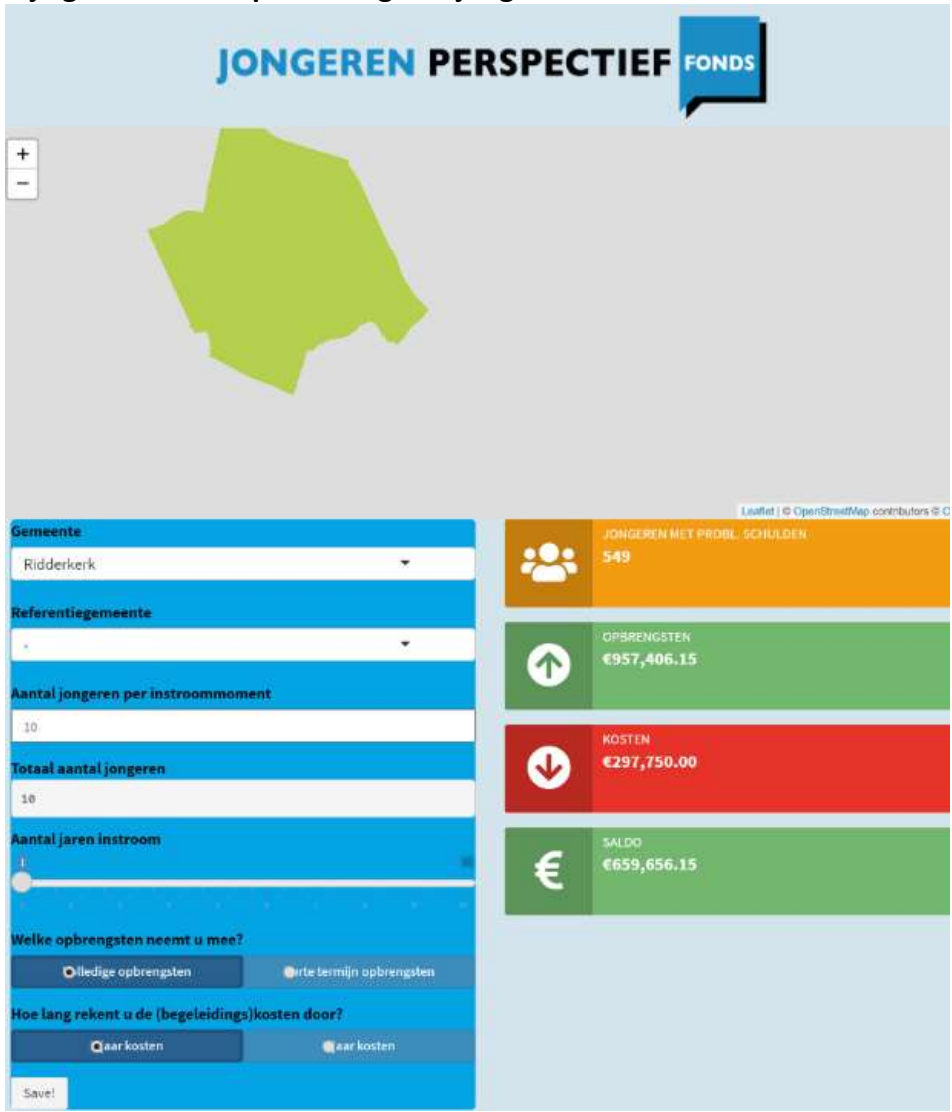 JONGEREN PERSPECTIEF FONDS
+
−
Leaflet | © OpenStreetMap contributors ©
Gemeente
Ridderkerk
Referentiegemeente
-
Aantal jongeren per instroommoment
10
Totaal aantal jongeren
10
Aantal jaren instroom
1
Welke opbrengsten neemt u mee?
lledige opbrengsten
rte termijn opbrengsten
Hoe lang rekent u de (begeleidings)kosten door?
aar kosten
aar kosten
Save!
JONGEREN MET PROBL. SCHULDEN
549
OPBRENGSTEN
€957,406.15
KOSTEN
€297,750.00
€
SALDO
€659,656.15